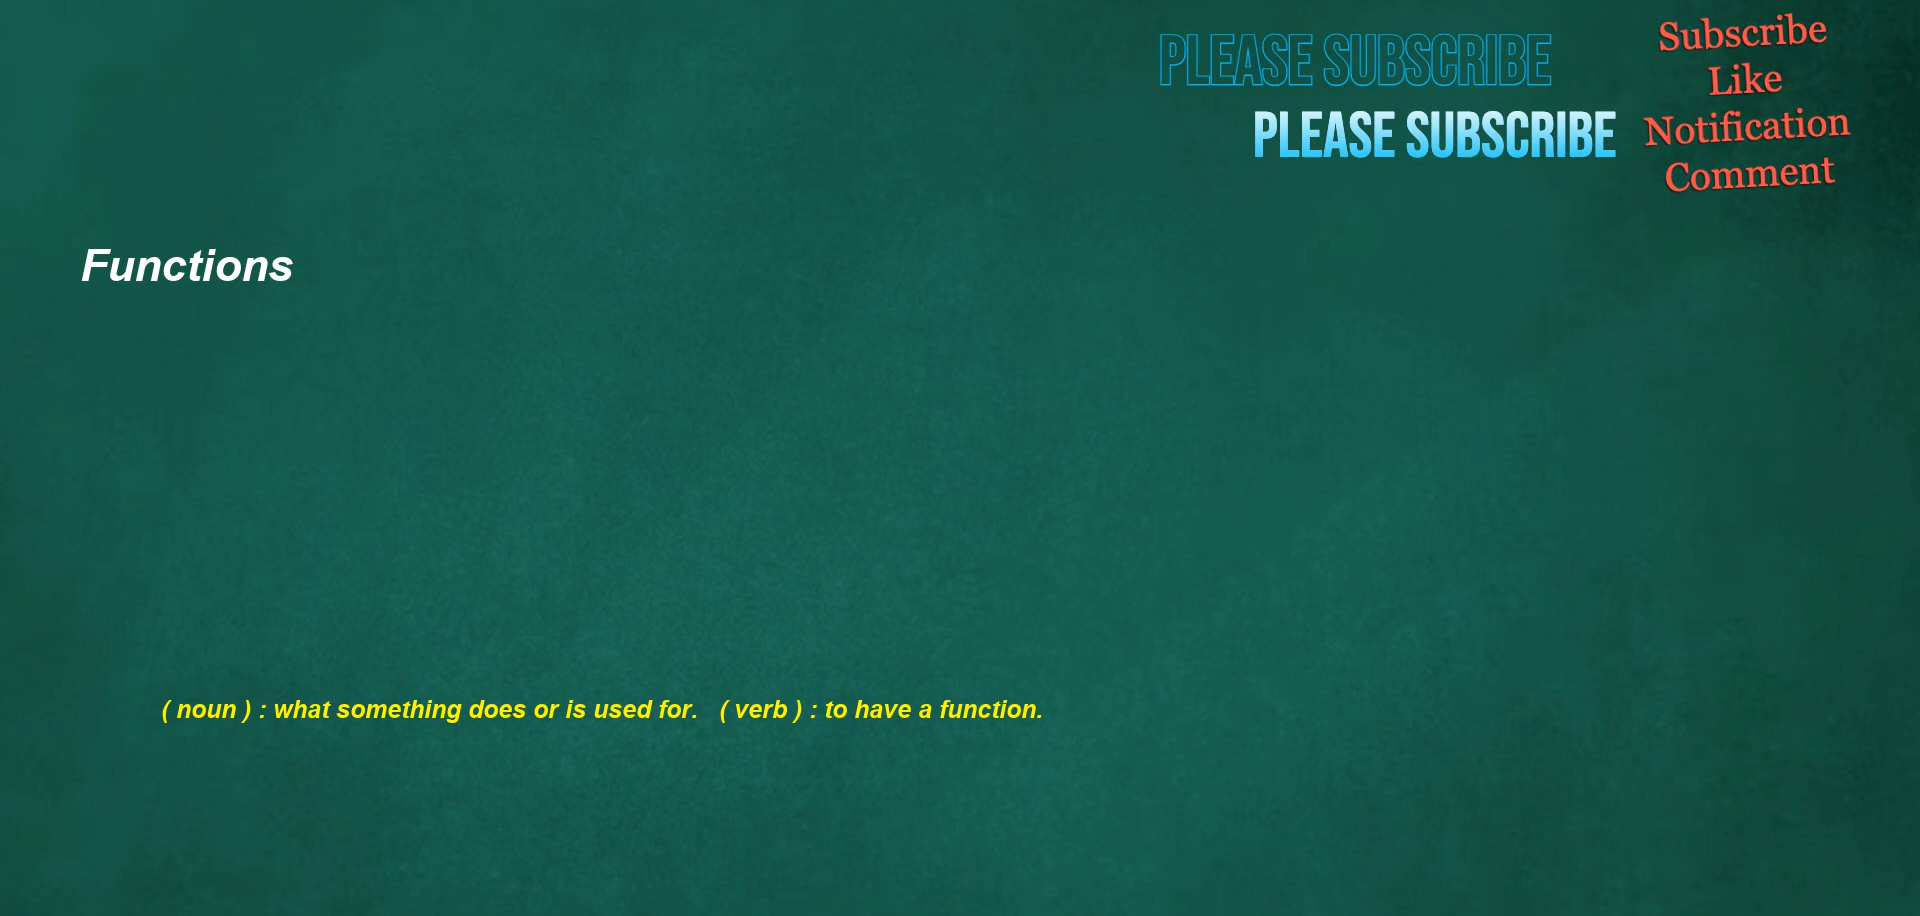 PLEASE SUBSCRIBE
PLEASE SUBSCRIBE
Subscribe
Like
Notification
Comment
Functions
( noun ) : what something does or is used for.   ( verb ) : to have a function.